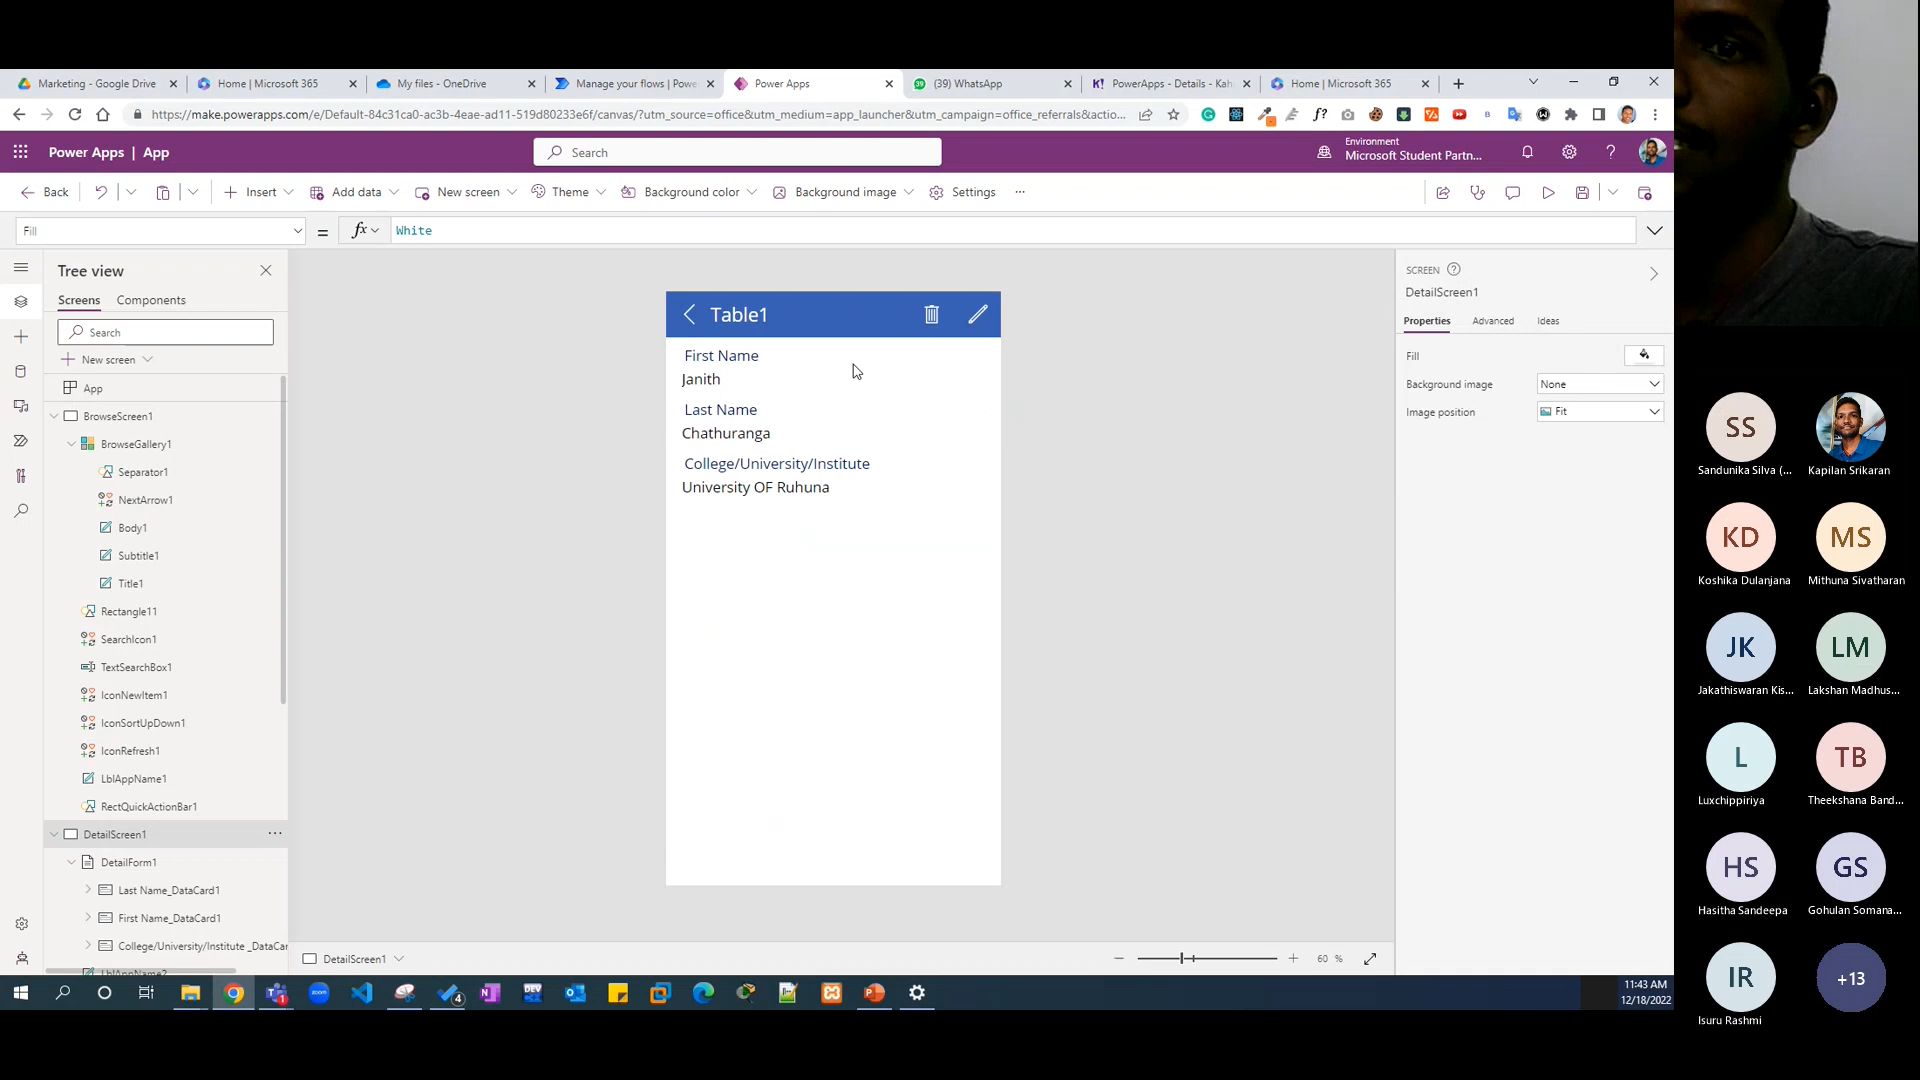 Marketing - Google Drive
Home | Microsoft 365
My files - OneDrive
Manage your flows | Powe
Power Apps
(39) WhatsApp
K! PowerApps - Details - Kah
Home | Microsoft 365
https://make.powerapps.com/e/Default-84c31ca0-ac3b-4eae-ad11-519d80233e6f/canvas/?utm_source=office&utm_medium=app_launcher&utm_campaign=office_referrals&actio...
Power Apps | App
Search
Environment
Microsoft Student Partn...
Back
Insert
Add data
New screen
Theme
Background color
Background image
Settings
Fill
=
fx
White
Tree view
Screens
Components
Search
New screen
App
BrowseScreen1
BrowseGallery1
Separator1
NextArrow1
Body1
Subtitle1
Title1
Rectangle11
SearchIcon1
TextSearchBox1
IconNewItem1
IconSortUpDown1
IconRefresh1
LblAppName1
RectQuickActionBar1
DetailScreen1
DetailForm1
Last Name_DataCard1
First Name_DataCard1
College/University/Institute _DataCar
LblAppName2
Table1
First Name
Janith
Last Name
Chathuranga
College/University/Institute
University OF Ruhuna
DetailScreen1
60 %
SCREEN
DetailScreen1
Properties
Advanced
Ideas
Fill
Background image
None
Image position
Fit
11:43 AM
12/18/2022
SS
Sandunika Silva (...
Kapilan Srikaran
KD
Koshika Dulanjana
MS
Mithuna Sivatharan
JK
Jakathiswaran Kis...
LM
Lakshan Madhus...
L
Luxchippiriya
TB
Theekshana Band...
HS
Hasitha Sandeepa
GS
Gohulan Somana...
IR
Isuru Rashmi
+13